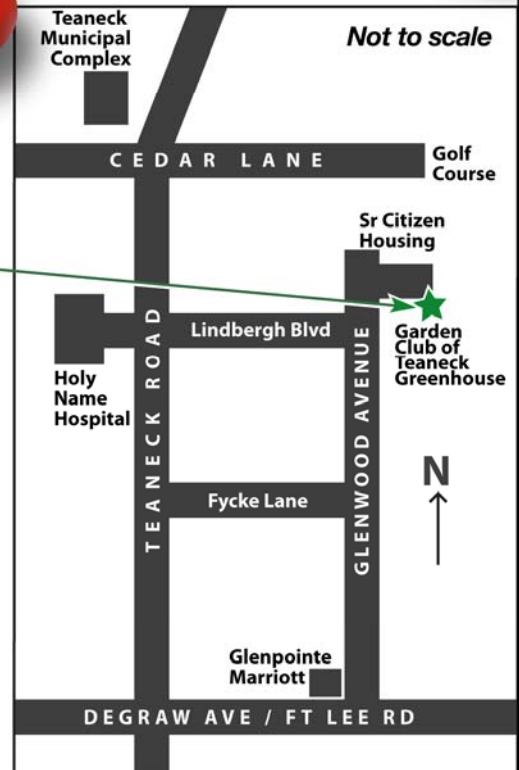 Teaneck
Municipal
Complex
Not to scale
CEDAR LANE
Golf
Course
Sr Citizen
Housing
Lindbergh Blvd
Garden
Club of
Teaneck
Greenhouse
Holy
Name
Hospital
TEANECK ROAD
GLENWOOD AVENUE
N
Fycke Lane
Glenpointe
Marriott
DEGRAW AVE / FT LEE RD